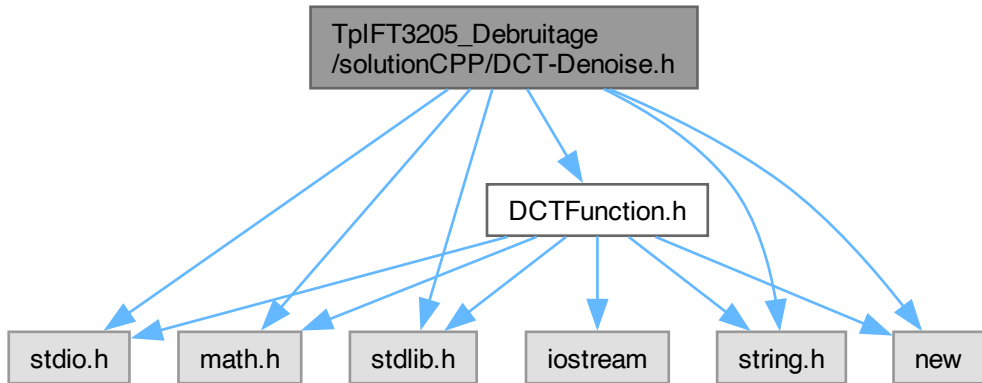 TpIFT3205_Debruitage
/solutionCPP/DCT-Denoise.h
DCTFunction.h
stdio.h
math.h
stdlib.h
iostream
string.h
new